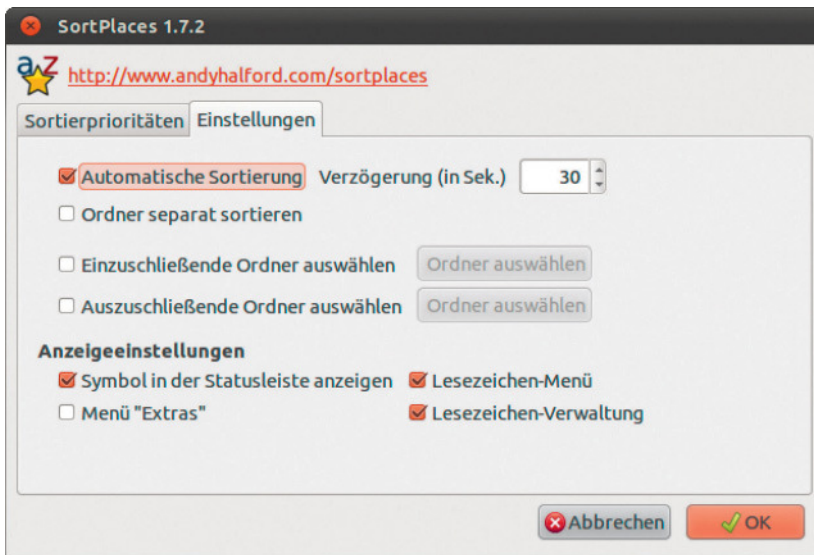 SortPlaces 1.7.2
http://www.andyhalford.com/sortplaces
Sortierprioritäten Einstellungen
Automatische Sortierung Verzögerung (in Sek.) 30
Ordner separat sortieren
Einzuschließende Ordner auswählen Ordner auswählen
Auszuschließende Ordner auswählen Ordner auswählen
Anzeigeeinstellungen
Symbol in der Statusleiste anzeigen Lesezeichen-Menü
Menü "Extras" Lesezeichen-Verwaltung
Abbrechen OK